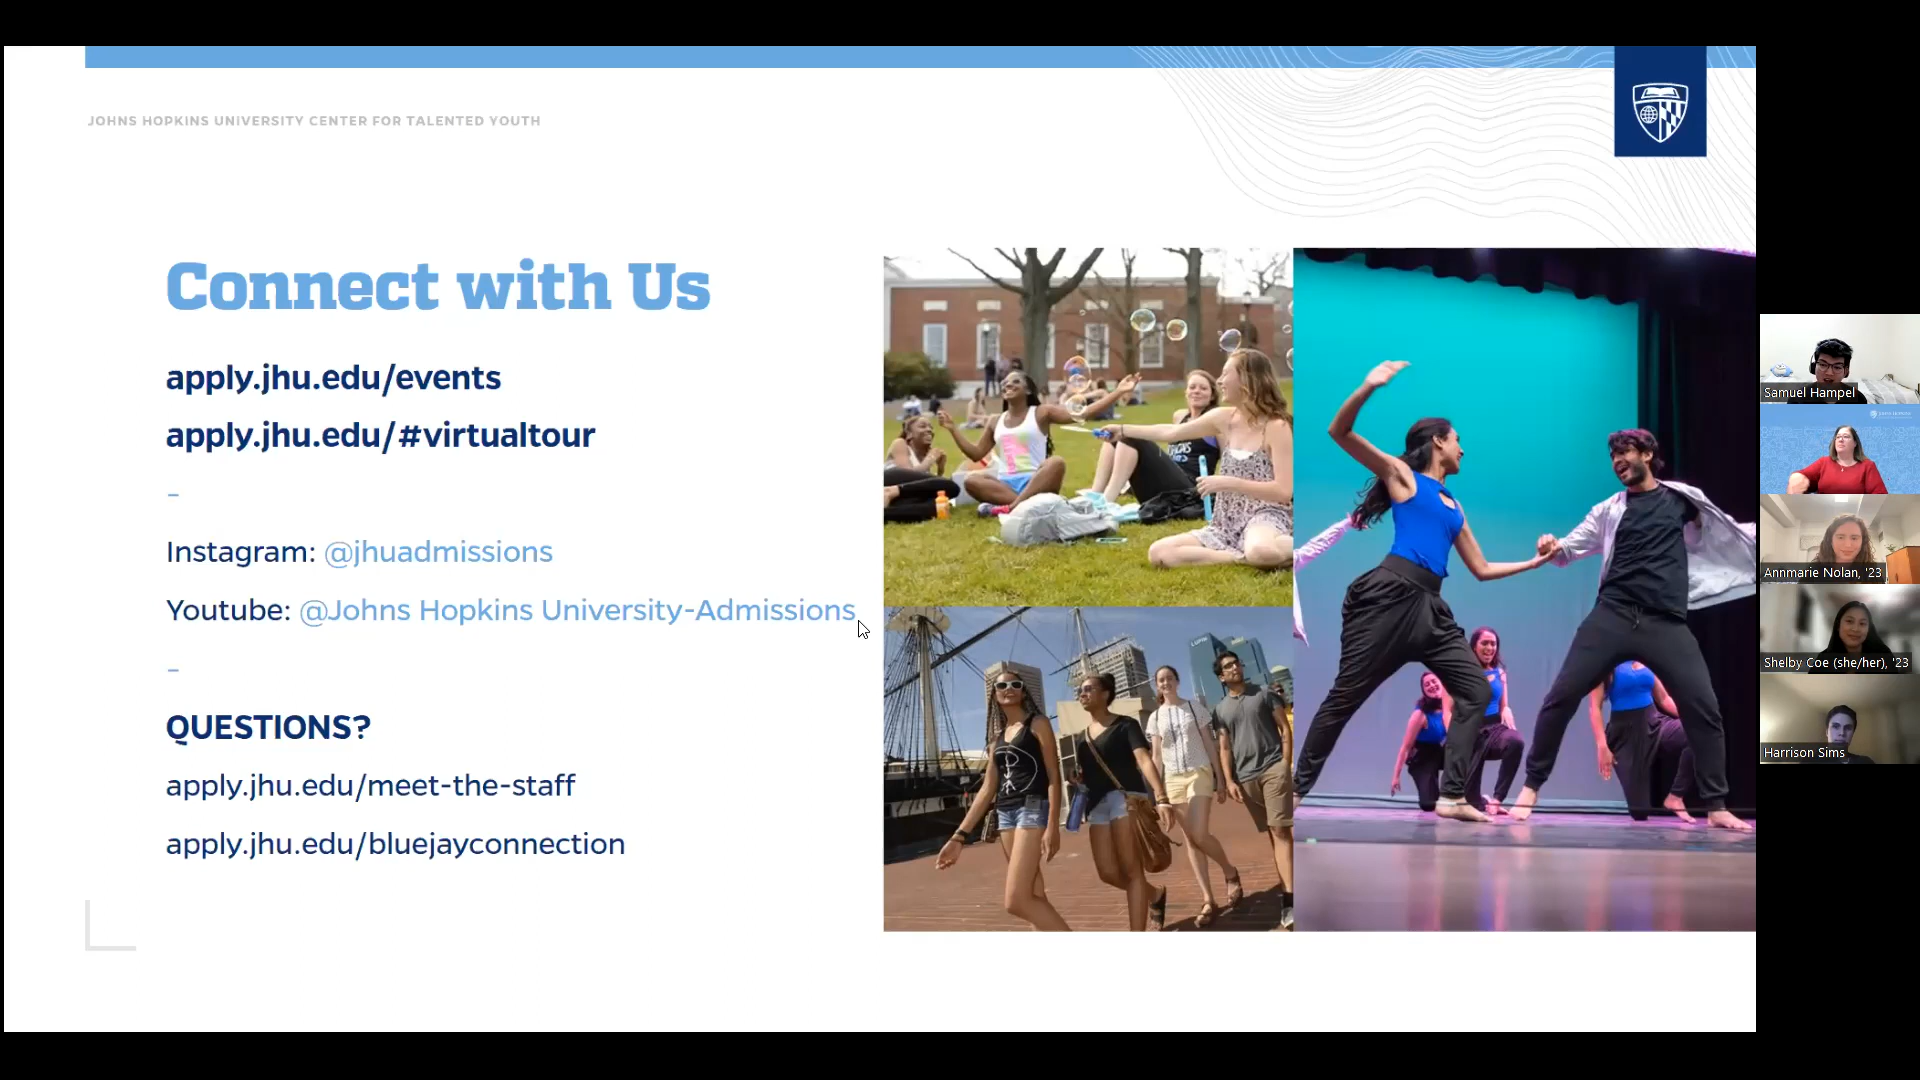 JOHNS HOPKINS UNIVERSITY CENTER FOR TALENTED YOUTH
Connect with Us
apply.jhu.edu/events
apply.jhu.edu/#virtualtour
–
Instagram: @jhuadmissions
Youtube: @Johns Hopkins University-Admissions
–
QUESTIONS?
apply.jhu.edu/meet-the-staff
apply.jhu.edu/bluejayconnection
Samuel Hampel
Annmarie Nolan, '23
Shelby Coe (she/her), '23
Harrison Sims